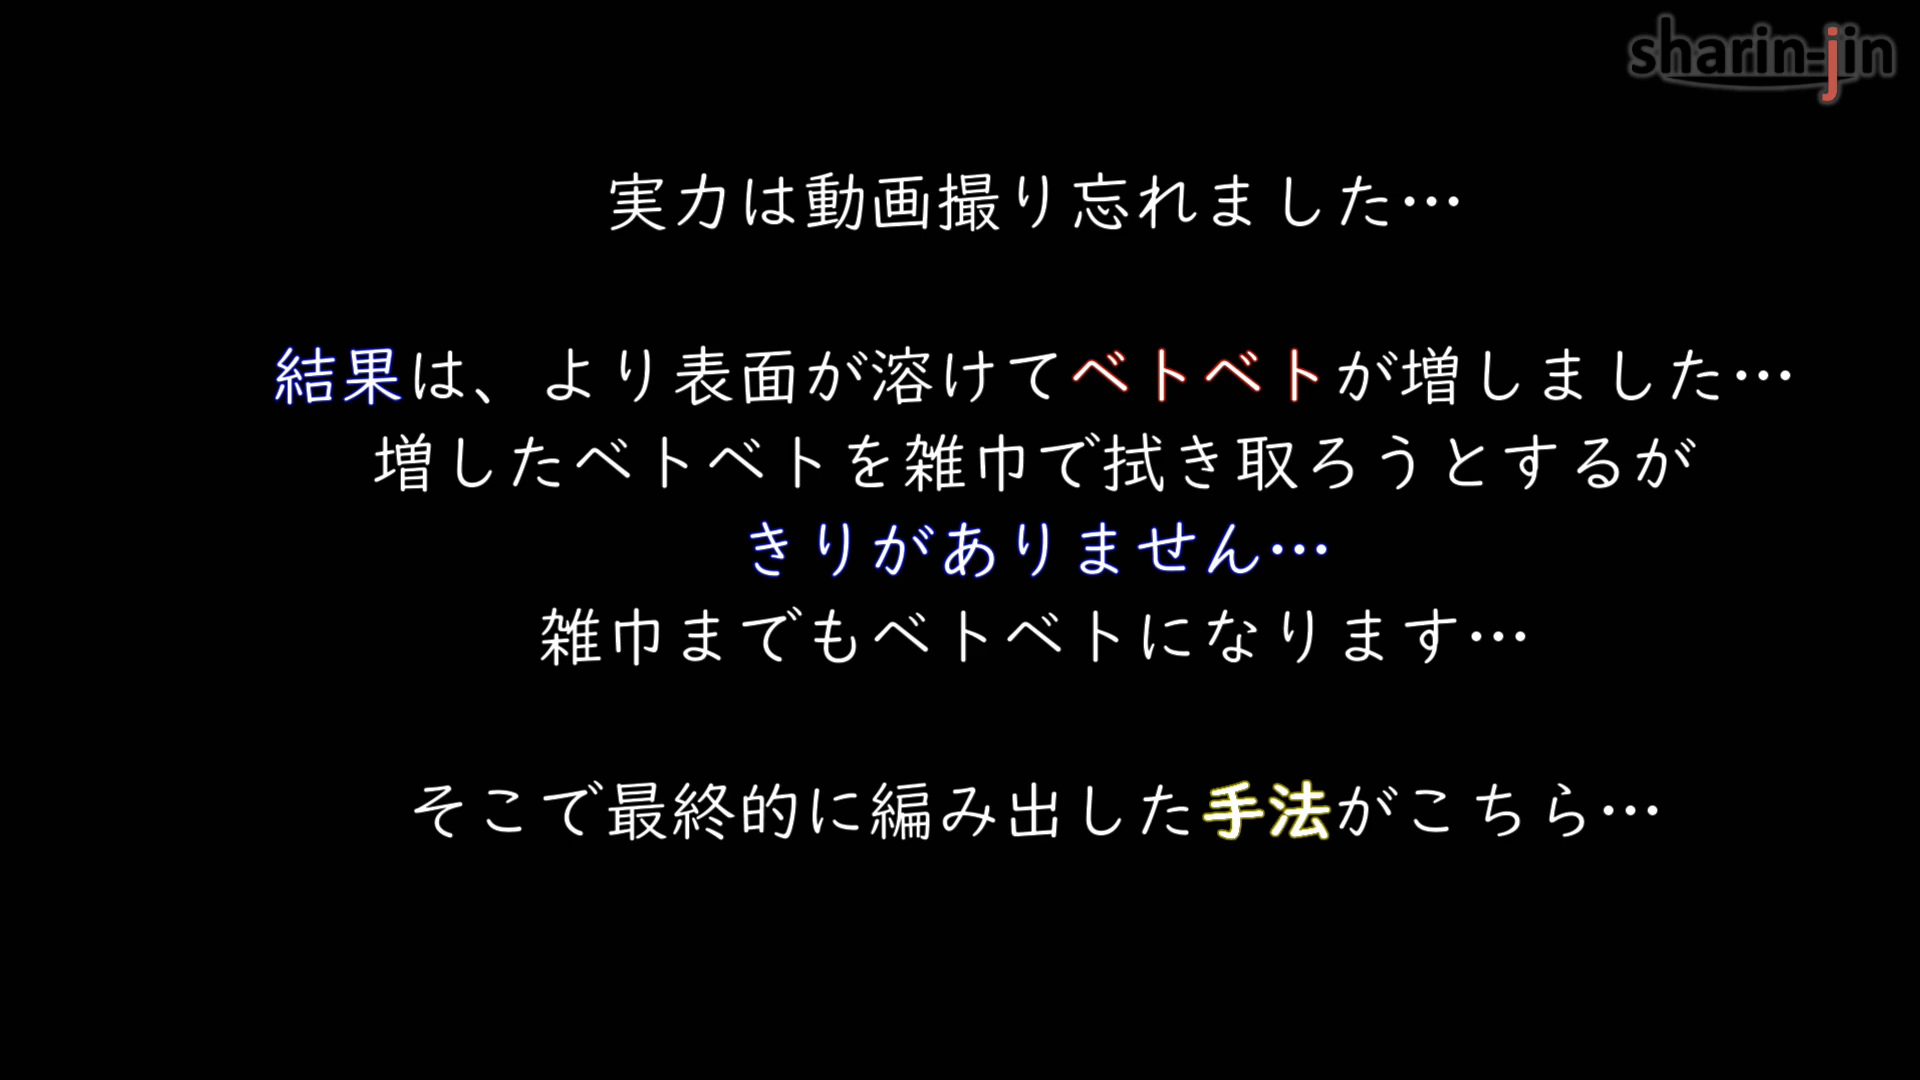 sharin-jin
実力は動画撮り忘れました…
結果は、より表面が溶けてベトベトが増しました…
増したベトベトを雑巾で拭き取ろうとするが
きりがありません…
雑巾までもベトベトになります…
そこで最終的に編み出した手法がこちら…